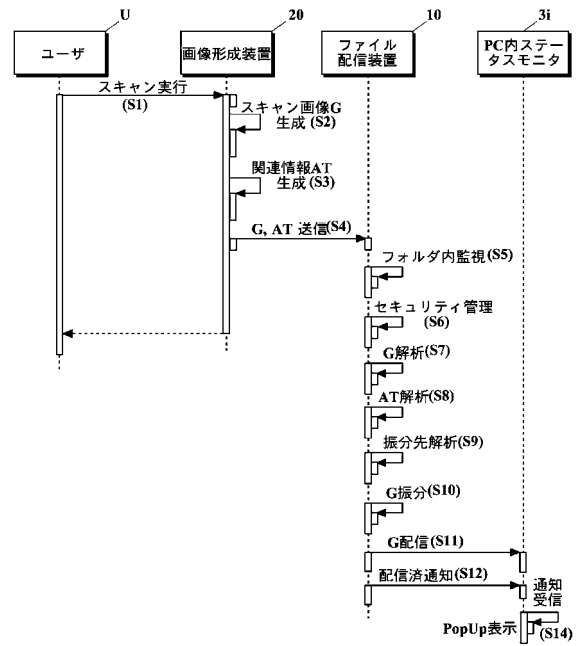 U
20
10
3i
ユーザ
画像形成装置
ファイル
配信装置
PC内ステー
タスモニタ
スキャン実行
(S1)
スキャン画像G
生成(S2)
関連情報AT
生成(S3)
G, AT 送信(S4)
フォルダ内監視(S5)
セキュリティ管理
(S6)
G解析(S7)
AT解析(S8)
振分先解析(S9)
G振分(S10)
G配信(S11)
配信済通知(S12)
通知
受信
PopUp表示
(S14)